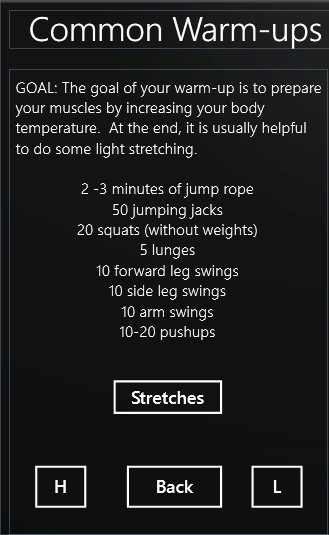 Common Warm-ups
GOAL: The goal of your warm-up is to prepare
your muscles by increasing your body
temperature.  At the end, it is usually helpful
to do some light stretching.
2 -3 minutes of jump rope
50 jumping jacks
20 squats (without weights)
5 lunges
10 forward leg swings
10 side leg swings
10 arm swings
10-20 pushups
Stretches
H Back L